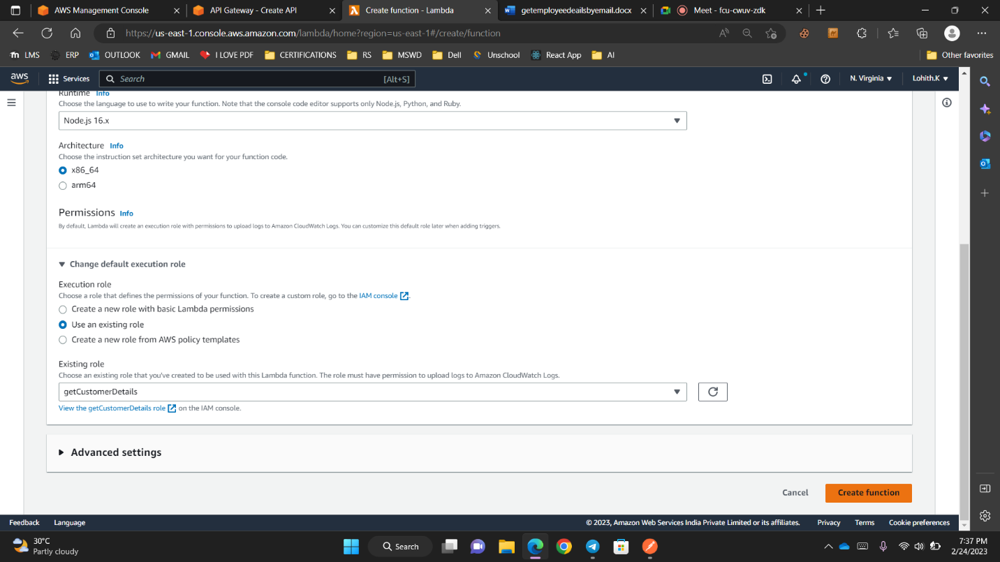 AWS Management Console
API Gateway - Create API
Create function - Lambda
getemployeedeailsbyemail.docx
Meet - fcu-cwuv-zdk
https://us-east-1.console.aws.amazon.com/lambda/home?region=us-east-1#/create/function
LMS
ERP
OUTLOOK
GMAIL
I LOVE PDF
CERTIFICATIONS
RS
MSWD
Dell
Unschool
React App
AI
Other favorites
aws
Services
Search
[Alt+S]
N. Virginia
Lohith.K
Runtime Info
Choose the language to use to write your function. Note that the console code editor supports only Node.js, Python, and Ruby.
Node.js 16.x
Architecture Info
Choose the instruction set architecture you want for your function code.
x86_64
arm64
Permissions Info
By default, Lambda will create an execution role with permissions to upload logs to Amazon CloudWatch Logs. You can customize this default role later when adding triggers.
Change default execution role
Execution role
Choose a role that defines the permissions of your function. To create a custom role, go to the IAM console.
Create a new role with basic Lambda permissions
Use an existing role
Create a new role from AWS policy templates
Existing role
Choose an existing role that you've created to be used with this Lambda function. The role must have permission to upload logs to Amazon CloudWatch Logs.
getCustomerDetails
View the getCustomerDetails role on the IAM console.
Advanced settings
Cancel
Create function
Feedback
Language
© 2023, Amazon Web Services India Private Limited or its affiliates.
Privacy
Terms
Cookie preferences
30°C
Partly cloudy
Search
7:37 PM
2/24/2023